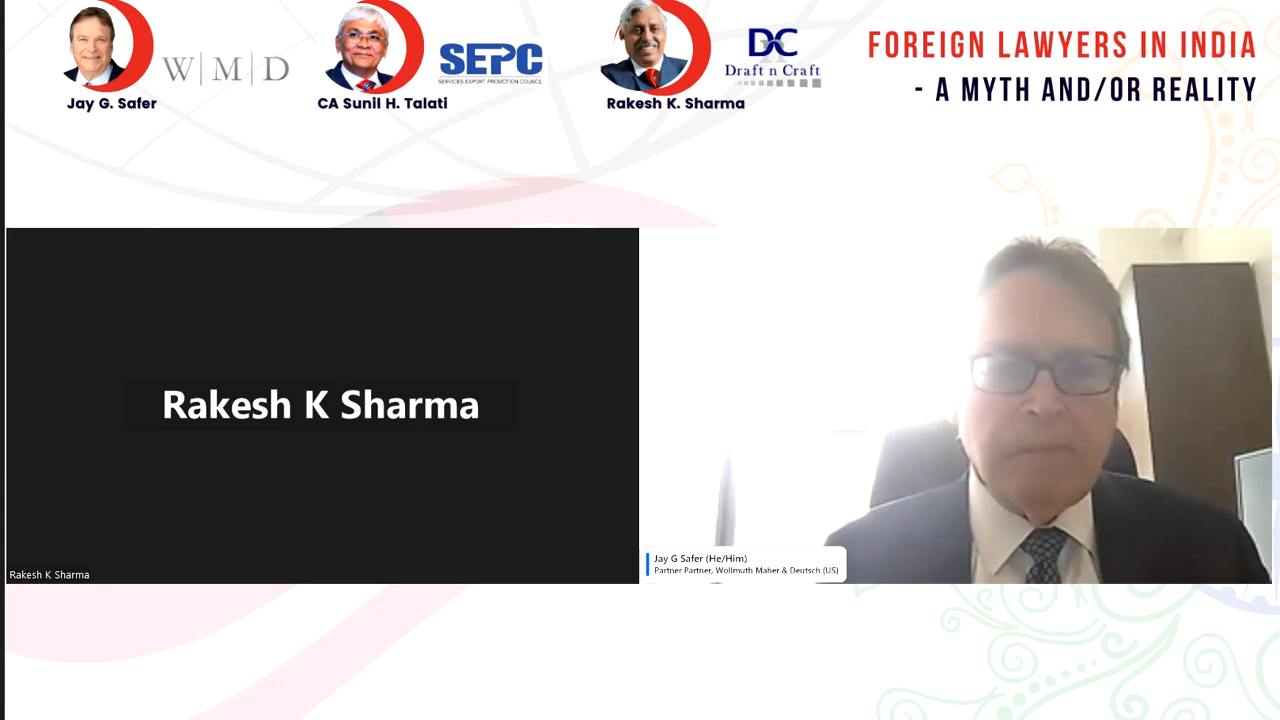 W|M|D
Jay G. Safer
SEPC
SERVICES EXPORT PROMOTION COUNCIL
CA Sunil H. Talati
DC
Draft n Craft
Rakesh K. Sharma
FOREIGN LAWYERS IN INDIA
- A MYTH AND/OR REALITY
Rakesh K Sharma
Rakesh K Sharma
Jay G Safer (He/Him)
Partner Partner, Wollmuth Maher & Deutsch (US)